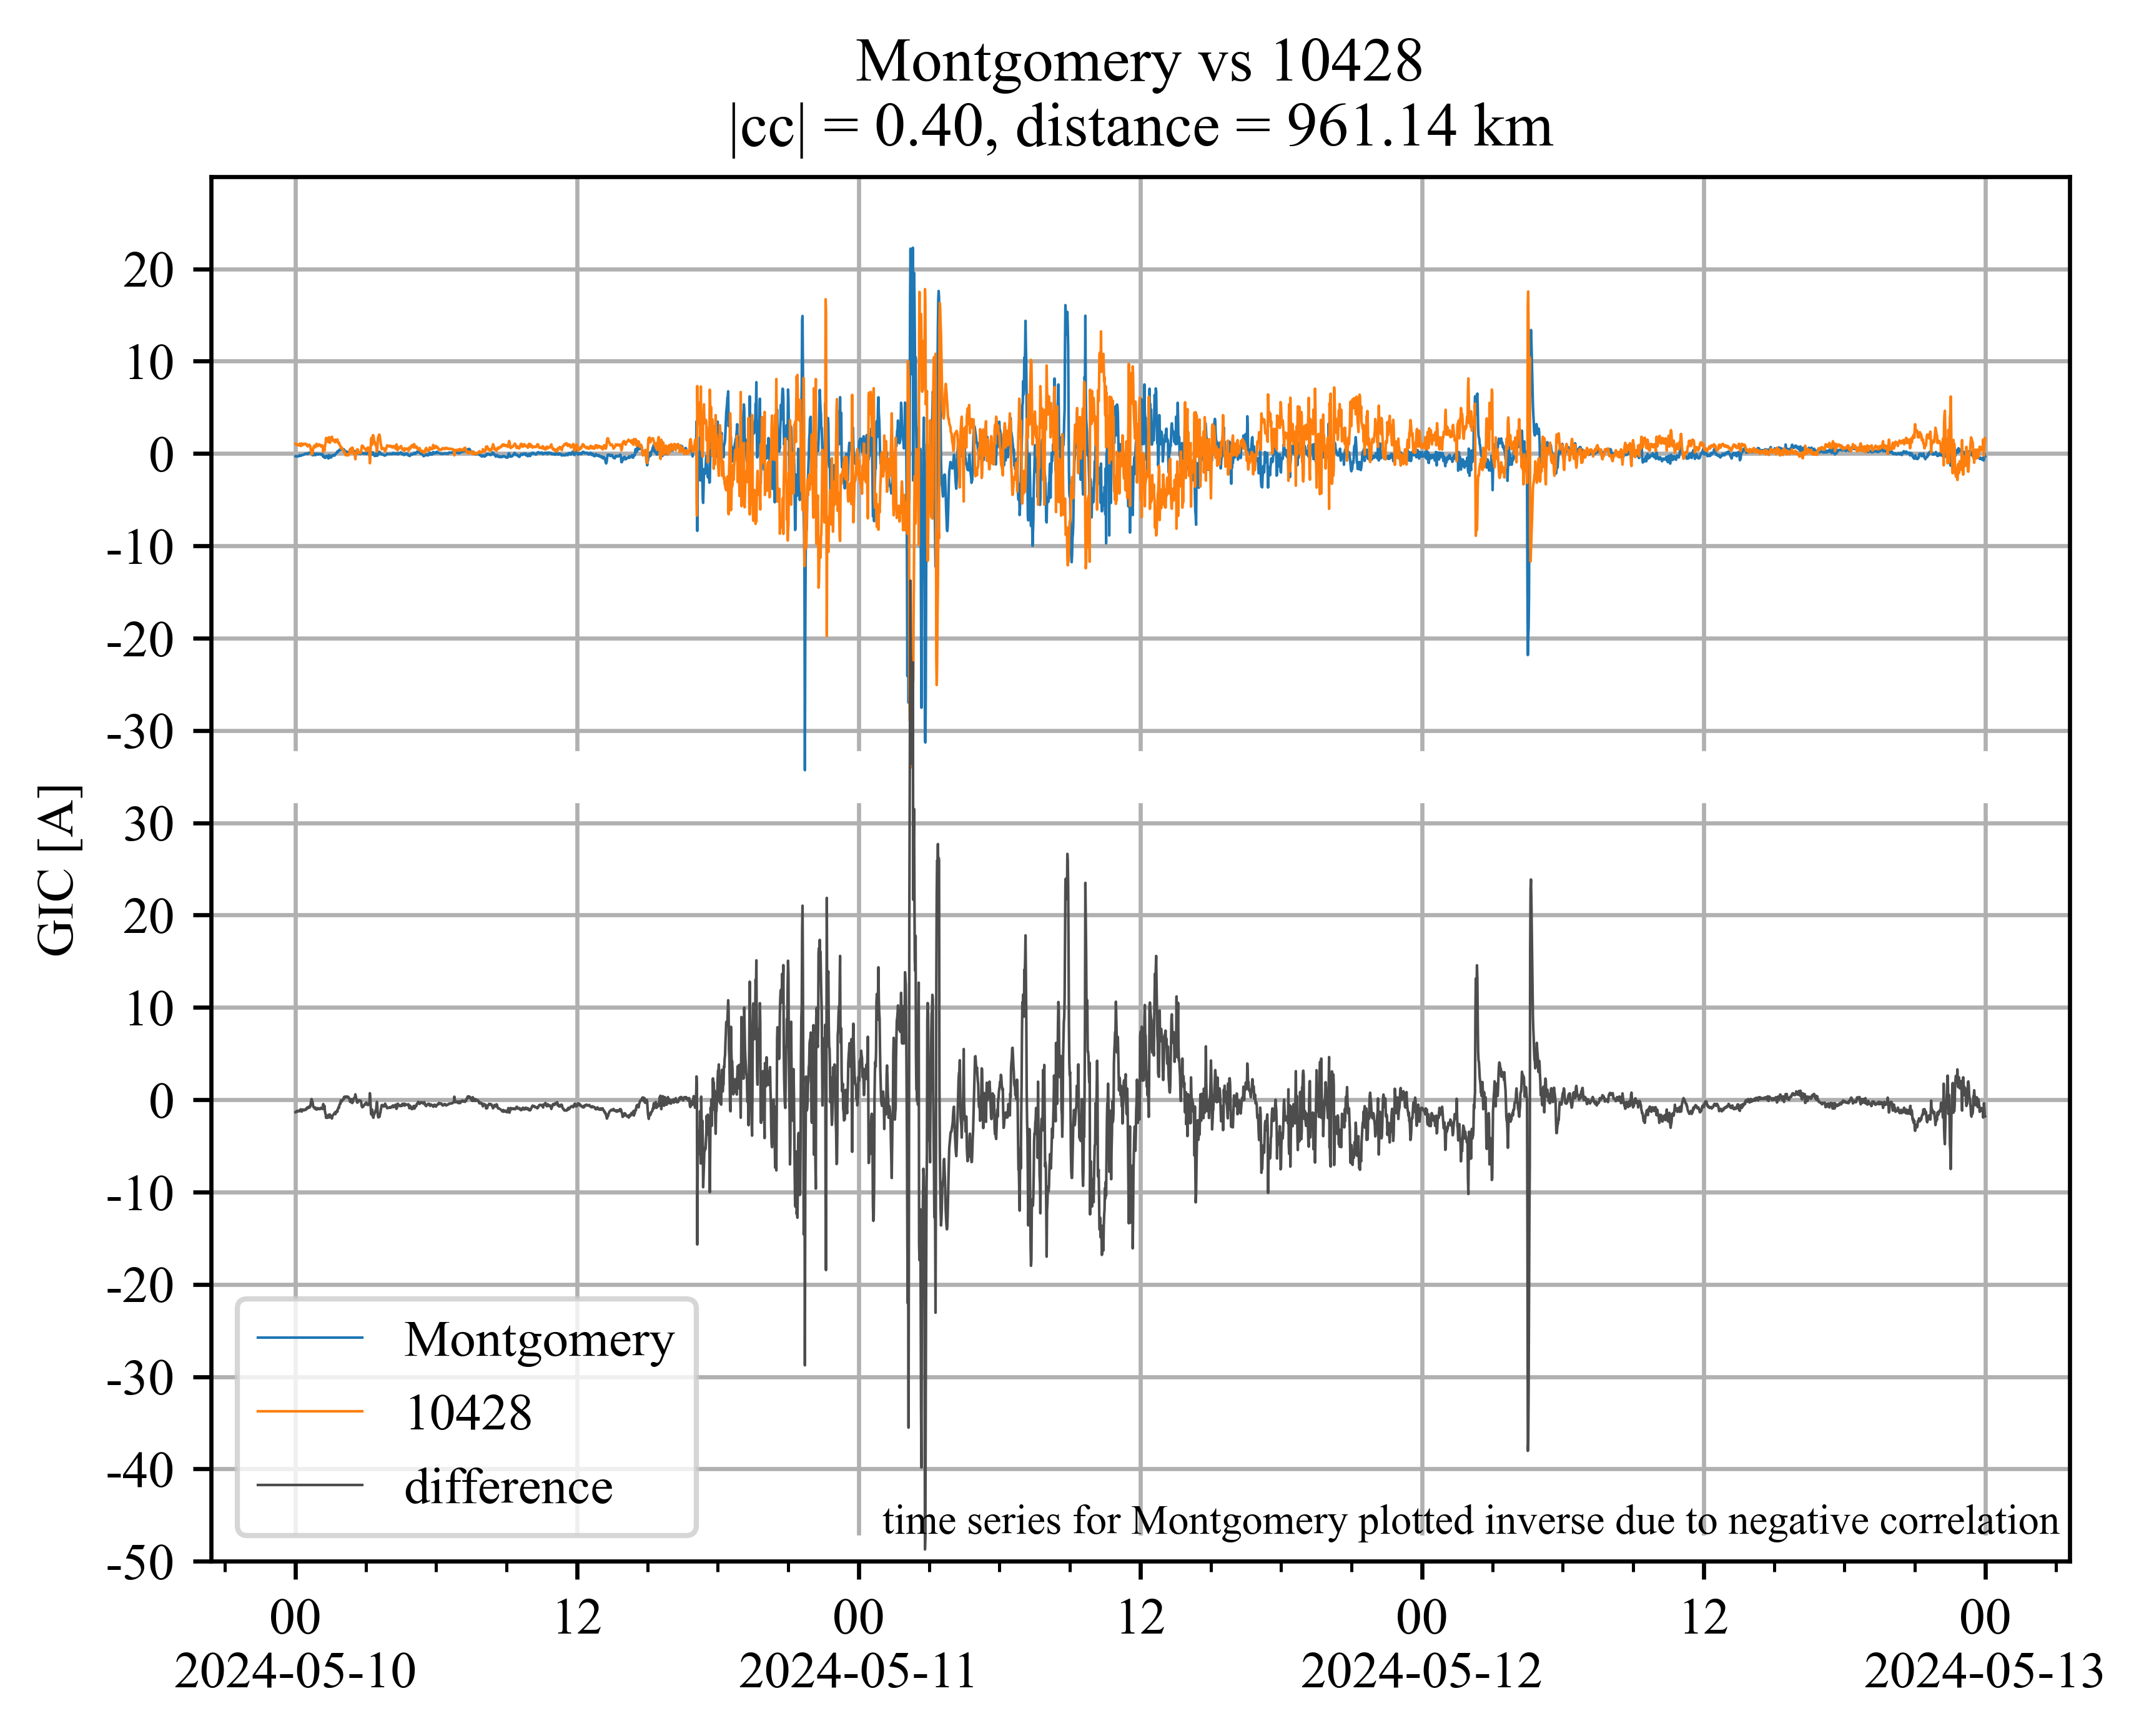 Montgomery vs 10428
|cc| = 0.40, distance = 961.14 km
GIC [A]
20
10
0
-10
-20
-30
30
20
10
0
-10
-20
-30
-40
-50
Montgomery
10428
difference
time series for Montgomery plotted inverse due to negative correlation
00 12 00 12 00 12 00
2024-05-10 2024-05-11 2024-05-12 2024-05-13